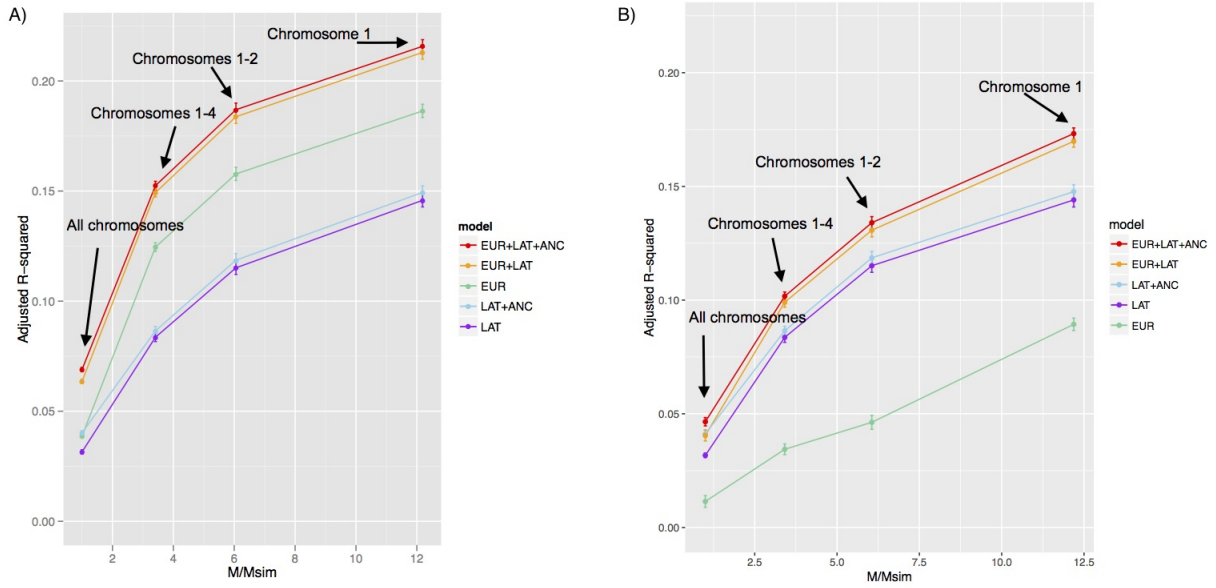 A)
Chromosome 1
Chromosomes 1-2
Chromosomes 1-4
All chromosomes
Adjusted R-squared
0.20
0.15
0.10
0.05
0.00
2
4
6
8
10
12
M/Msim
model
EUR+LAT+ANC
EUR+LAT
EUR
LAT+ANC
LAT
B)
Chromosome 1
Chromosomes 1-2
Chromosomes 1-4
All chromosomes
Adjusted R-squared
0.20
0.15
0.10
0.05
0.00
2.5
5.0
7.5
10.0
12.5
M/Msim
model
EUR+LAT+ANC
EUR+LAT
LAT+ANC
LAT
EUR